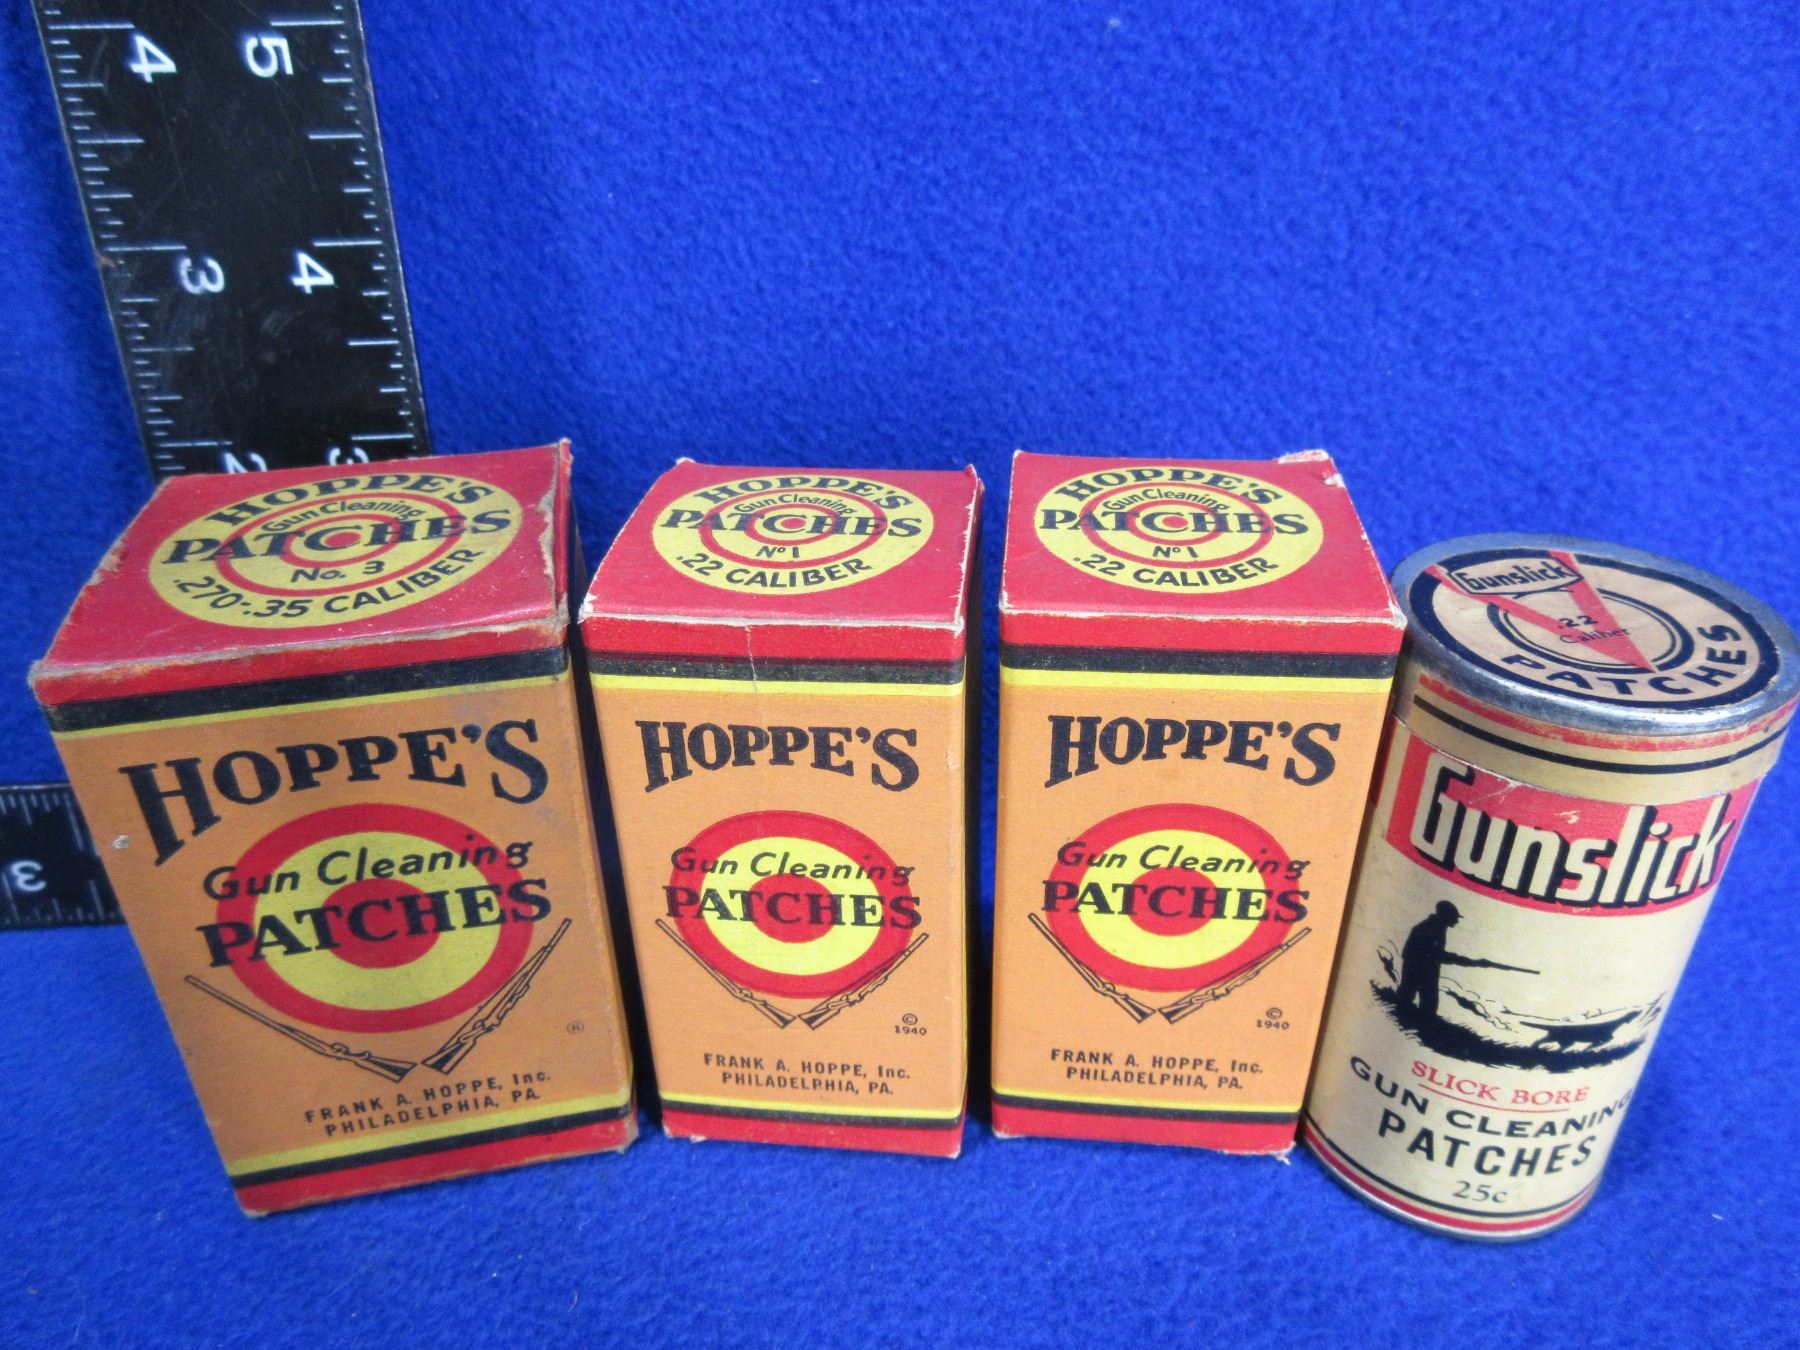 4 5
3 4
2 3
3
HOPPE'S
Gun Cleaning
PATCHES
No. 3
.270-.35 CALIBER
HOPPE'S
Gun Cleaning
PATCHES
®
FRANK A. HOPPE, Inc.
PHILADELPHIA, PA.
HOPPE'S
Gun Cleaning
PATCHES
Nº 1
.22 CALIBER
HOPPE'S
Gun Cleaning
PATCHES
©
1940
FRANK A. HOPPE, Inc.
PHILADELPHIA, PA.
HOPPE'S
Gun Cleaning
PATCHES
Nº 1
.22 CALIBER
HOPPE'S
Gun Cleaning
PATCHES
©
1940
FRANK A. HOPPE, Inc.
PHILADELPHIA, PA.
Gunslick
.22
Caliber
PATCHES
Gunslick
SLICK BORE
GUN CLEANING
PATCHES
25c